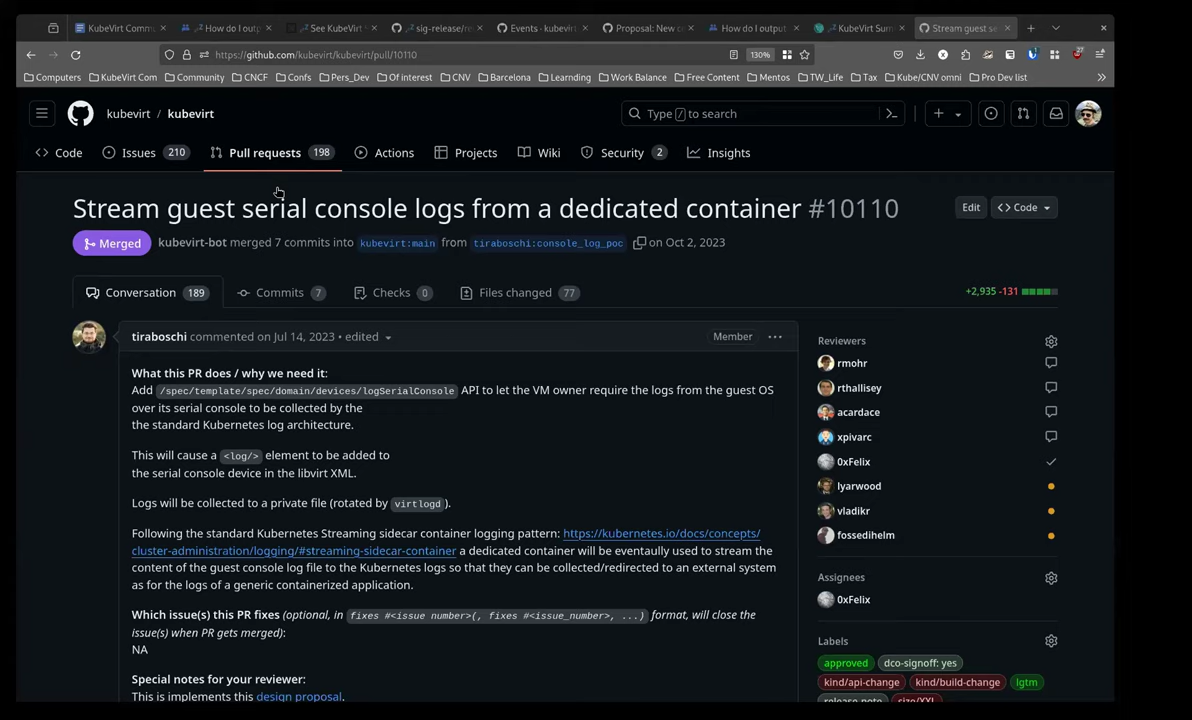 KubeVirt Comm
How do I outp
See KubeVirt
sig-release/re
Events - kubevirt
Proposal: New c
How do I output
KubeVirt Sum
Stream guest se
https://github.com/kubevirt/kubevirt/pull/10110
130%
27
Computers
KubeVirt Com
Community
CNCF
Confs
Pers_Dev
Of interest
CNV
Barcelona
Learning
Work Balance
Free Content
Mentos
TW_Life
Tax
Kube/CNV omni
Pro Dev list
kubevirt / kubevirt
Type / to search
Code
Issues 210
Pull requests 198
Actions
Projects
Wiki
Security 2
Insights
Stream guest serial console logs from a dedicated container #10110
Edit
<> Code
Merged
kubevirt-bot merged 7 commits into kubevirt:main from tiraboschi:console_log_poc on Oct 2, 2023
Conversation 189
Commits 7
Checks 0
Files changed 77
+2,935 -131
tiraboschi commented on Jul 14, 2023 • edited
Member
What this PR does / why we need it:
Add /spec/template/spec/domain/devices/logSerialConsole API to let the VM owner require the logs from the guest OS
over its serial console to be collected by the
the standard Kubernetes log architecture.
This will cause a <log/> element to be added to
the serial console device in the libvirt XML.
Logs will be collected to a private file (rotated by virtlogd ).
Following the standard Kubernetes Streaming sidecar container logging pattern: https://kubernetes.io/docs/concepts/
cluster-administration/logging/#streaming-sidecar-container a dedicated container will be eventaully used to stream the
content of the guest console log file to the Kubernetes logs so that they can be collected/redirected to an external system
as for the logs of a generic containerized application.
Which issue(s) this PR fixes (optional, in fixes #<issue number>(, fixes #<issue_number>, ...) format, will close the
issue(s) when PR gets merged):
NA
Special notes for your reviewer:
This is implements this design proposal.
Reviewers
rmohr
rthallisey
acardace
xpivarc
0xFelix
lyarwood
vladikr
fossedihelm
Assignees
0xFelix
Labels
approved
dco-signoff: yes
kind/api-change
kind/build-change
lgtm
release-note
size/XXL